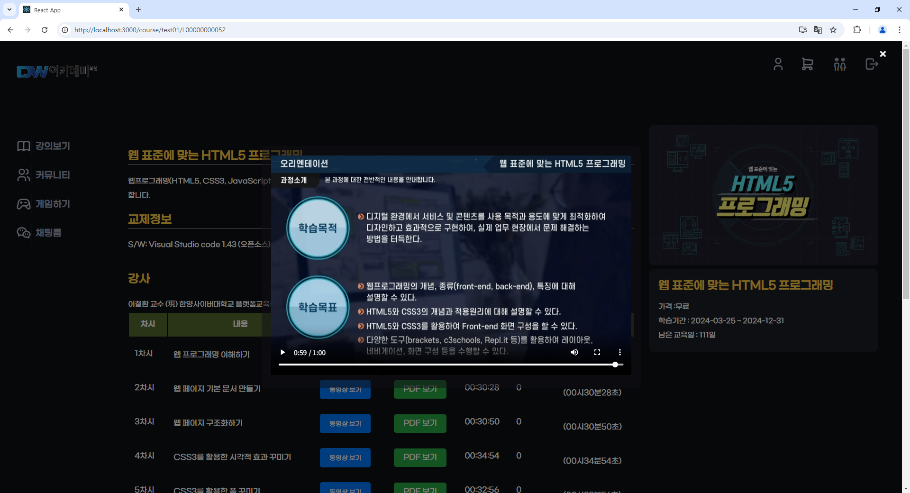 React App
http://localhost:3000/course/test01/L00000000052
DW아카데미
강의보기
커뮤니티
게임하기
채팅룸
웹 표준에 맞는 HTML5 프로그래밍
웹프로그래밍(HTML5, CSS3, JavaScript
합니다.
교제정보
S/W: Visual Studio code 1.43 (오픈소스)
강사
이철현 교수 (現) 한양사이버대학교 플랫폼교육
차시 내용
1차시 웹 프로그래밍 이해하기
2차시 웹 페이지 기본 문서 만들기 동영상 보기 PDF 보기 00:30:28 0 (00시30분28초)
3차시 웹 페이지 구조화하기 동영상 보기 PDF 보기 00:30:50 0 (00시30분50초)
4차시 CSS3를 활용한 시각적 효과 꾸미기 동영상 보기 PDF 보기 00:34:54 0 (00시34분54초)
5차시 CSS3를 활용한 폼 꾸미기 동영상 보기 PDF 보기 00:32:56 0
오리엔테이션 웹 표준에 맞는 HTML5 프로그래밍
과정소개 본 과정에 대한 전반적인 내용을 안내합니다.
학습목적
디지털 환경에서 서비스 및 콘텐츠를 사용 목적과 용도에 맞게 최적화하여
디자인하고 효과적으로 구현하여, 실제 업무 현장에서 문제 해결하는
방법을 터득한다.
학습목표
웹프로그래밍의 개념, 종류(front-end, back-end), 특징에 대해
설명할 수 있다.
HTML5와 CSS3의 개념과 적용원리에 대해 설명할 수 있다.
HTML5와 CSS3를 활용하여 Front-end 화면 구성을 할 수 있다.
다양한 도구(brackets, c3schools, Repl.it 등)를 활용하여 레이아웃,
네비게이션, 화면 구성 등을 수행할 수 있다.
0:59 / 1:00
웹 표준에 맞는
HTML5
프로그래밍
웹 표준에 맞는 HTML5 프로그래밍
가격 :무료
학습기간 : 2024-03-25 ~ 2024-12-31
남은 교육일 : 111일